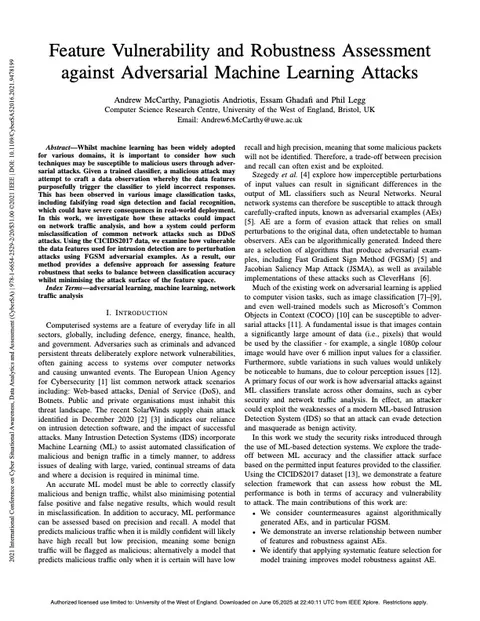 Feature Vulnerability and Robustness Assessment
against Adversarial Machine Learning Attacks
Andrew McCarthy, Panagiotis Andriotis, Essam Ghadafi and Phil Legg
Computer Science Research Centre, University of the West of England, Bristol, UK
Email: Andrew6.McCarthy@uwe.ac.uk
Abstract—Whilst machine learning has been widely adopted
for various domains, it is important to consider how such
techniques may be susceptible to malicious users through adver-
sarial attacks. Given a trained classifier, a malicious attack may
attempt to craft a data observation whereby the data features
purposefully trigger the classifier to yield incorrect responses.
This has been observed in various image classification tasks,
including falsifying road sign detection and facial recognition,
which could have severe consequences in real-world deployment.
In this work, we investigate how these attacks could impact
on network traffic analysis, and how a system could perform
misclassification of common network attacks such as DDoS
attacks. Using the CICIDS2017 data, we examine how vulnerable
the data features used for intrusion detection are to perturbation
attacks using FGSM adversarial examples. As a result, our
method provides a defensive approach for assessing feature
robustness that seeks to balance between classification accuracy
whilst minimising the attack surface of the feature space.
Index Terms—adversarial learning, machine learning, network
traffic analysis
I. INTRODUCTION
Computerised systems are a feature of everyday life in all
sectors, globally, including defence, energy, finance, health,
and government. Adversaries such as criminals and advanced
persistent threats deliberately explore network vulnerabilities,
often gaining access to systems over computer networks
and causing unwanted events. The European Union Agency
for Cybersecurity [1] list common network attack scenarios
including: Web-based attacks, Denial of Service (DoS), and
Botnets. Public and private organisations must inhabit this
threat landscape. The recent SolarWinds supply chain attack
identified in December 2020 [2] [3] indicates our reliance
on intrusion detection software, and the impact of successful
attacks. Many Intrusion Detection Systems (IDS) incorporate
Machine Learning (ML) to assist automated classification of
malicious and benign traffic in a timely manner, to address
issues of dealing with large, varied, continual streams of data
and where a decision is required in minimal time.
An accurate ML model must be able to correctly classify
malicious and benign traffic, whilst also minimising potential
false positive and false negative results, which would result
in misclassification. In addition to accuracy, ML performance
can be assessed based on precision and recall. A model that
predicts malicious traffic when it is mildly confident will likely
have high recall but low precision, meaning some benign
traffic will be flagged as malicious; alternatively a model that
predicts malicious traffic only when it is certain will have low
recall and high precision, meaning that some malicious packets
will not be identified. Therefore, a trade-off between precision
and recall can often exist and be exploited.
Szegedy et al. [4] explore how imperceptible perturbations
of input values can result in significant differences in the
output of ML classifiers such as Neural Networks. Neural
network systems can therefore be susceptible to attack through
carefully-crafted inputs, known as adversarial examples (AEs)
[5]. AEs are a form of evasion attack that relies on small
perturbations to the original data, often undetectable to human
observers. AEs can be algorithmically generated. Indeed there
are a selection of algorithms that produce adversarial exam-
ples, including Fast Gradient Sign Method (FGSM) [5] and
Jacobian Saliency Map Attack (JSMA), as well as available
implementations of these attacks such as CleverHans [6].
Much of the existing work on adversarial learning is applied
to computer vision tasks, such as image classification [7]–[9],
and even well-trained models such as Microsoft's Common
Objects in Context (COCO) [10] can be susceptible to adver-
sarial attacks [11]. A fundamental issue is that images contain
a significantly large amount of data (i.e., pixels) that would
be used by the classifier - for example, a single 1080p colour
image would have over 6 million input values for a classifier.
Furthermore, subtle variations in such values would unlikely
be noticeable to humans, due to colour perception issues [12].
A primary focus of our work is how adversarial attacks against
ML classifiers translate across other domains, such as cyber
security and network traffic analysis. In effect, an attacker
could exploit the weaknesses of a modern ML-based Intrusion
Detection System (IDS) so that an attack can evade detection
and masquerade as benign activity.
In this work we study the security risks introduced through
the use of ML-based detection systems. We explore the trade-
off between ML accuracy and the classifier attack surface
based on the permitted input features provided to the classifier.
Using the CICIDS2017 dataset [13], we demonstrate a feature
selection framework that can assess how robust the ML
performance is both in terms of accuracy and vulnerability
to attack. The main contributions of this work are:
• We consider countermeasures against algorithmically
generated AEs, and in particular FGSM.
• We demonstrate an inverse relationship between number
of features and robustness against AEs.
• We identify that applying systematic feature selection for
model training improves model robustness against AE.
2021 International Conference on Cyber Situational Awareness, Data Analytics and Assessment (CyberSA) | 978-1-6654-2529-2/20/$31.00 ©2021 IEEE | DOI: 10.1109/CyberSA52016.2021.9478199
Authorized licensed use limited to: University of the West of England. Downloaded on June 05,2025 at 22:40:11 UTC from IEEE Xplore. Restrictions apply.